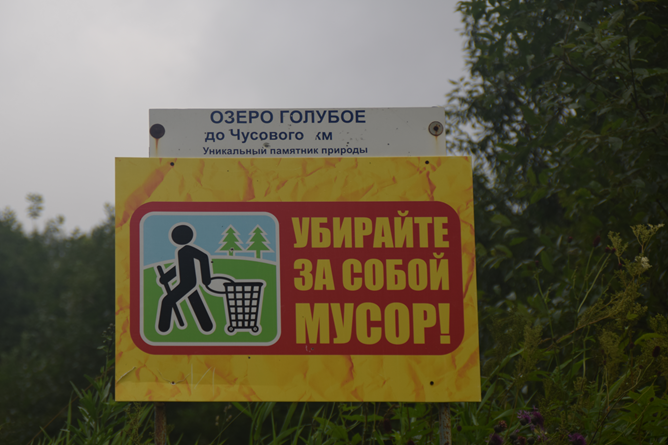 ОЗЕРО ГОЛУБОЕ
до Чусового км
Уникальный памятник природы
УБИРАЙТЕ
ЗА СОБОЙ
МУСОР!